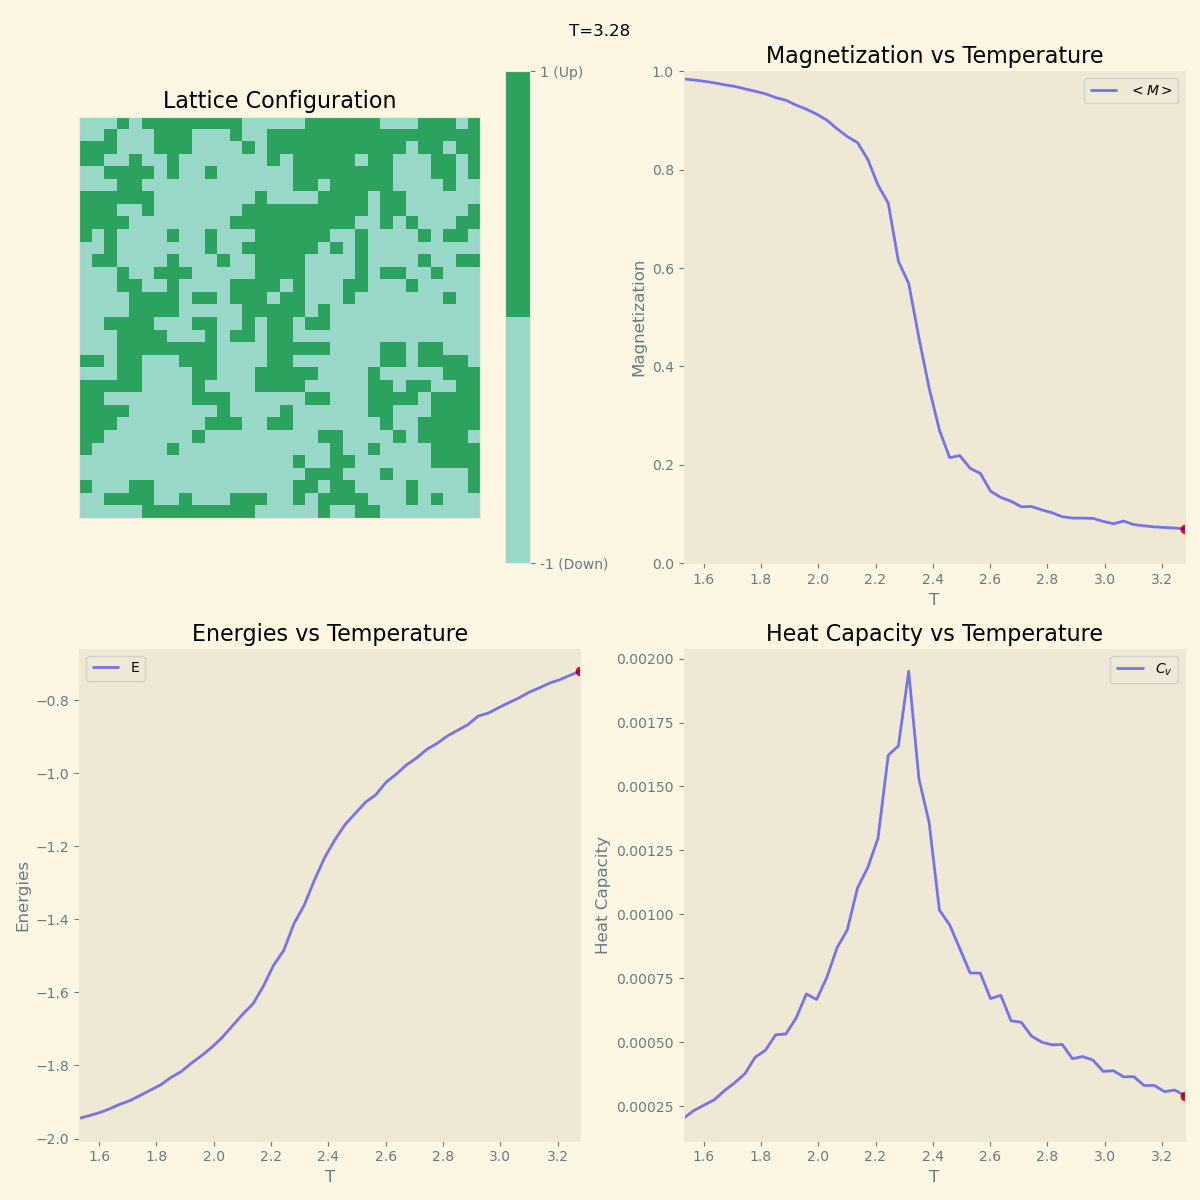 T=3.28
Lattice Configuration
1 (Up)
-1 (Down)
Magnetization vs Temperature
<M>
1.0
0.8
0.6
0.4
0.2
0.0
Magnetization
1.6 1.8 2.0 2.2 2.4 2.6 2.8 3.0 3.2
T
Energies vs Temperature
E
−0.8
−1.0
−1.2
−1.4
−1.6
−1.8
−2.0
Energies
1.6 1.8 2.0 2.2 2.4 2.6 2.8 3.0 3.2
T
Heat Capacity vs Temperature
Cv
0.00200
0.00175
0.00150
0.00125
0.00100
0.00075
0.00050
0.00025
Heat Capacity
1.6 1.8 2.0 2.2 2.4 2.6 2.8 3.0 3.2
T